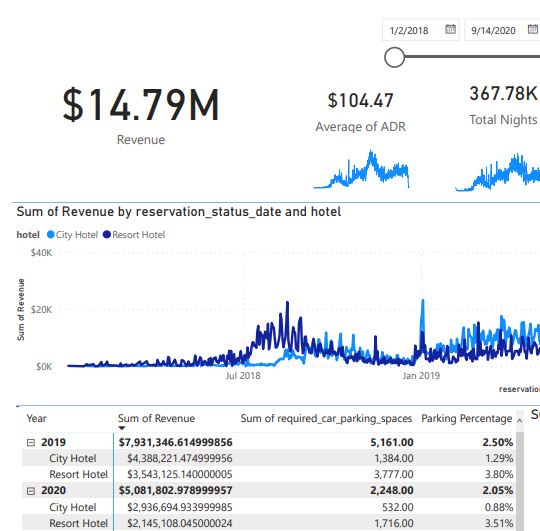 1/2/2018 9/14/2020
$14.79M
Revenue
$104.47
Average of ADR
367.78K
Total Nights
Sum of Revenue by reservation_status_date and hotel
hotel City Hotel Resort Hotel
Sum of Revenue
$40K
$20K
$0K
Jul 2018 Jan 2019
reservatio
Year Sum of Revenue Sum of required_car_parking_spaces Parking Percentage
2019 $7,931,346.614999856 5,161.00 2.50%
City Hotel $4,388,221.474999856 1,384.00 1.29%
Resort Hotel $3,543,125.140000005 3,777.00 3.80%
2020 $5,081,802.978999957 2,248.00 2.05%
City Hotel $2,936,694.933999985 532.00 0.88%
Resort Hotel $2,145,108.045000024 1,716.00 3.51%